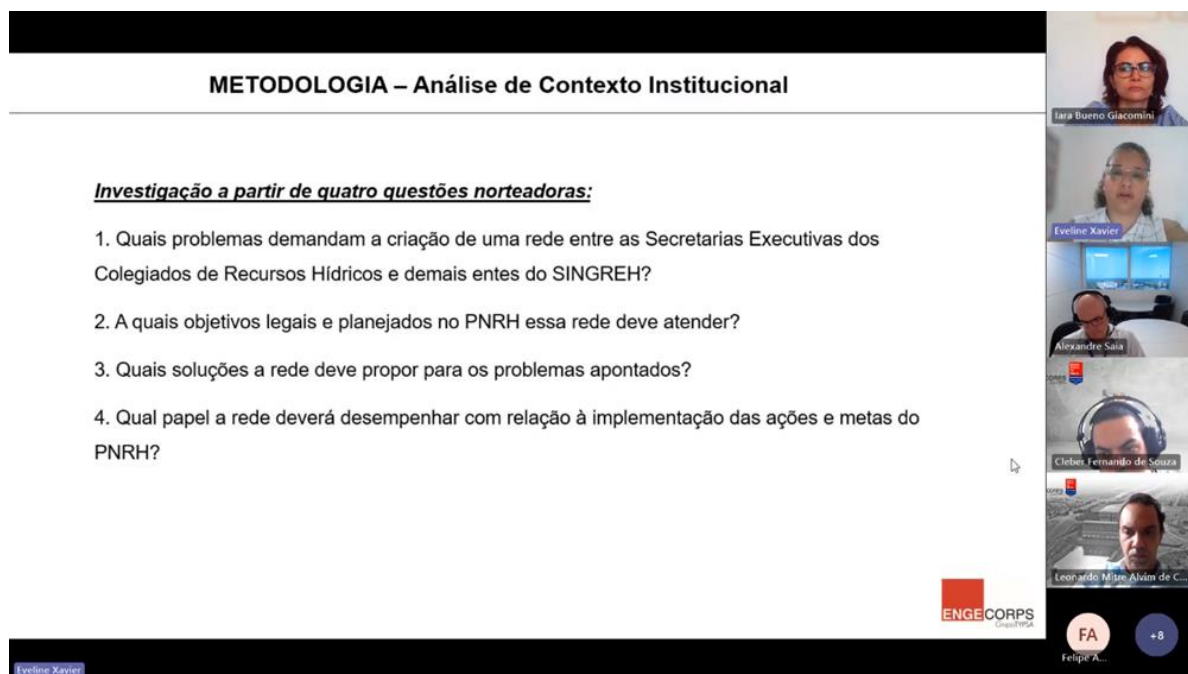 METODOLOGIA – Análise de Contexto Institucional
Investigação a partir de quatro questões norteadoras:
1. Quais problemas demandam a criação de uma rede entre as Secretarias Executivas dos
Colegiados de Recursos Hídricos e demais entes do SINGREH?
2. A quais objetivos legais e planejados no PNRH essa rede deve atender?
3. Quais soluções a rede deve propor para os problemas apontados?
4. Qual papel a rede deverá desempenhar com relação à implementação das ações e metas do
PNRH?
ENGECORPS
GrupoTYPSA
Eveline Xavier
Iara Bueno Giacomini
Eveline Xavier
Alexandre Saia
CORPS
Cleber Fernando de Souza
CORPS
Leonardo Mitre Alvim de C...
FA
+8
Felipe A...